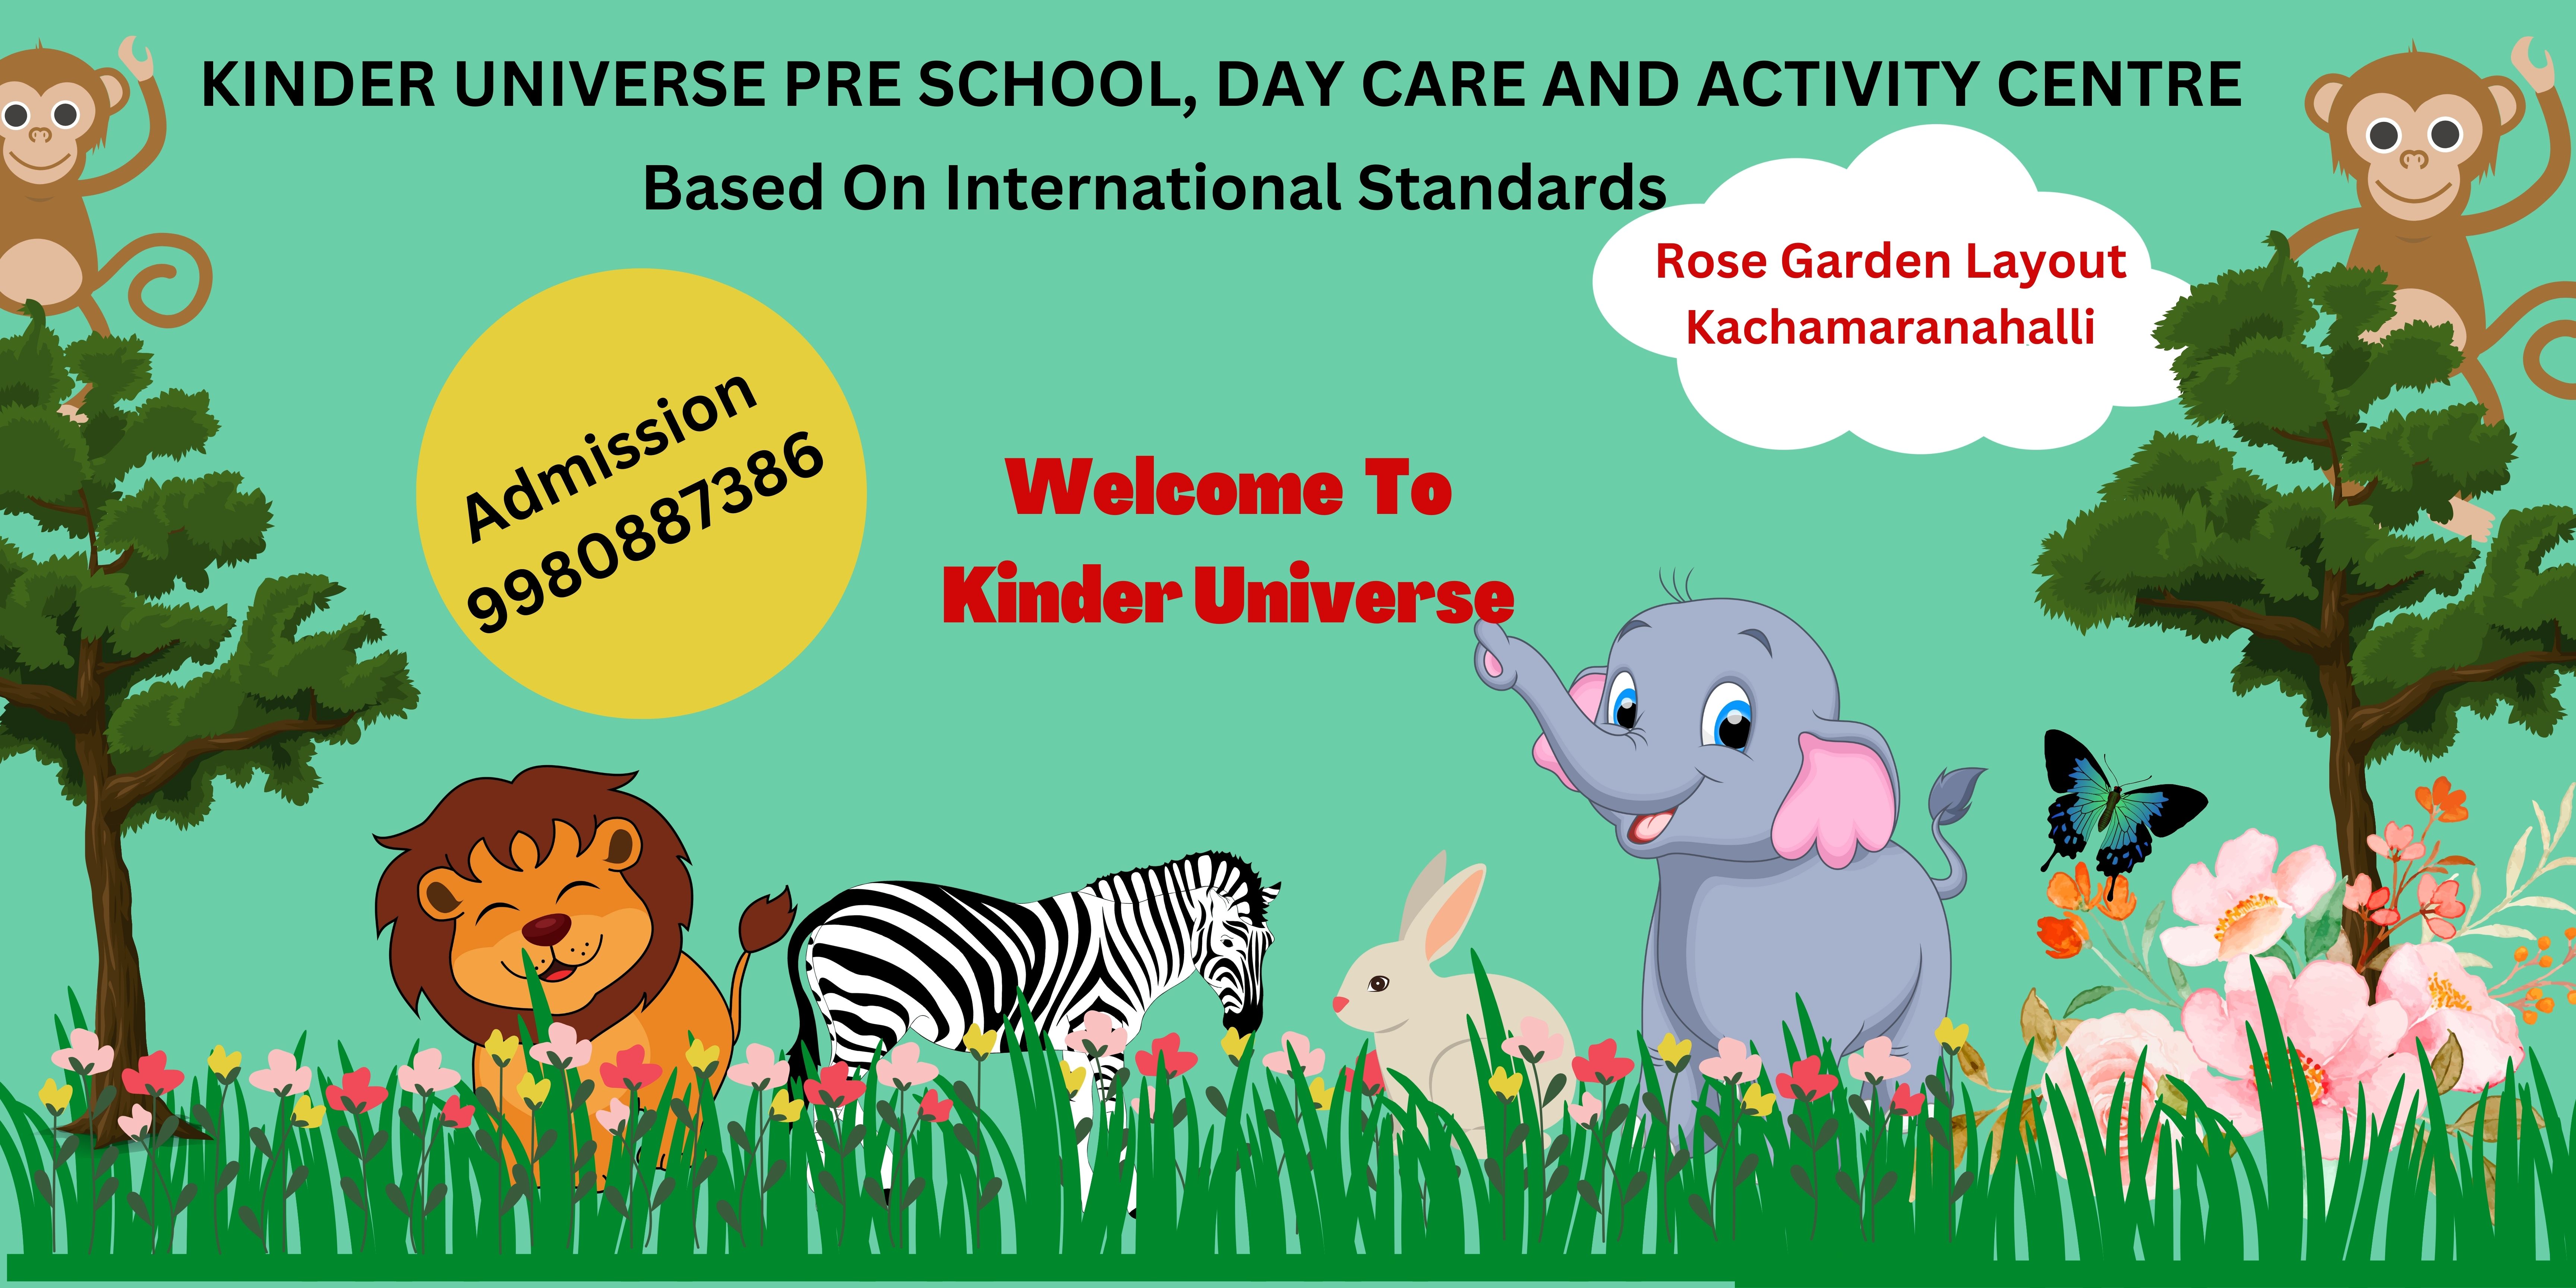 KINDER UNIVERSE PRE SCHOOL, DAY CARE AND ACTIVITY CENTRE
Based On International Standards
Rose Garden Layout
Kachamaranahalli
Admission
9980887386
Welcome To
Kinder Universe